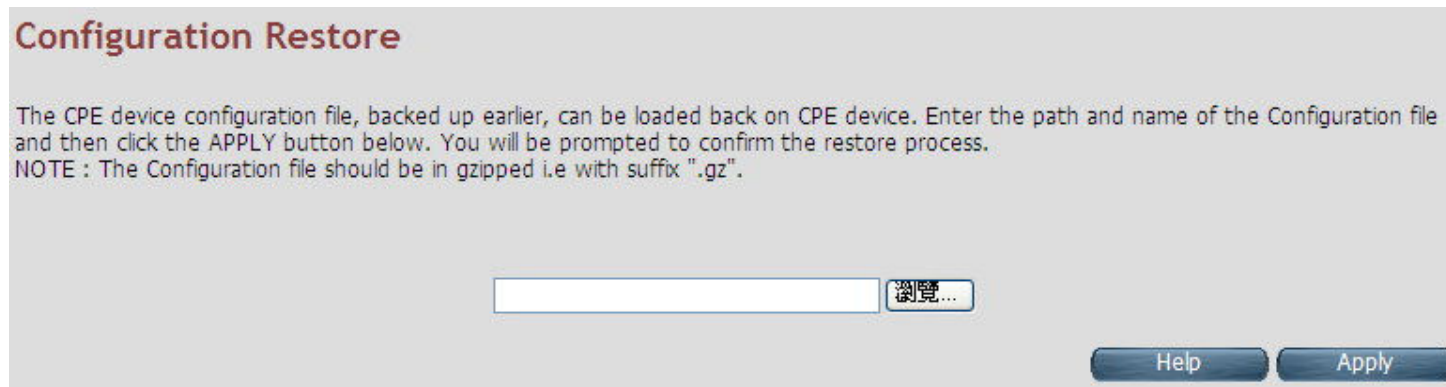 Configuration Restore
The CPE device configuration file, backed up earlier, can be loaded back on CPE device. Enter the path and name of the Configuration file
and then click the APPLY button below. You will be prompted to confirm the restore process.
NOTE : The Configuration file should be in gzipped i.e with suffix ".gz".
瀏覽...
Help Apply